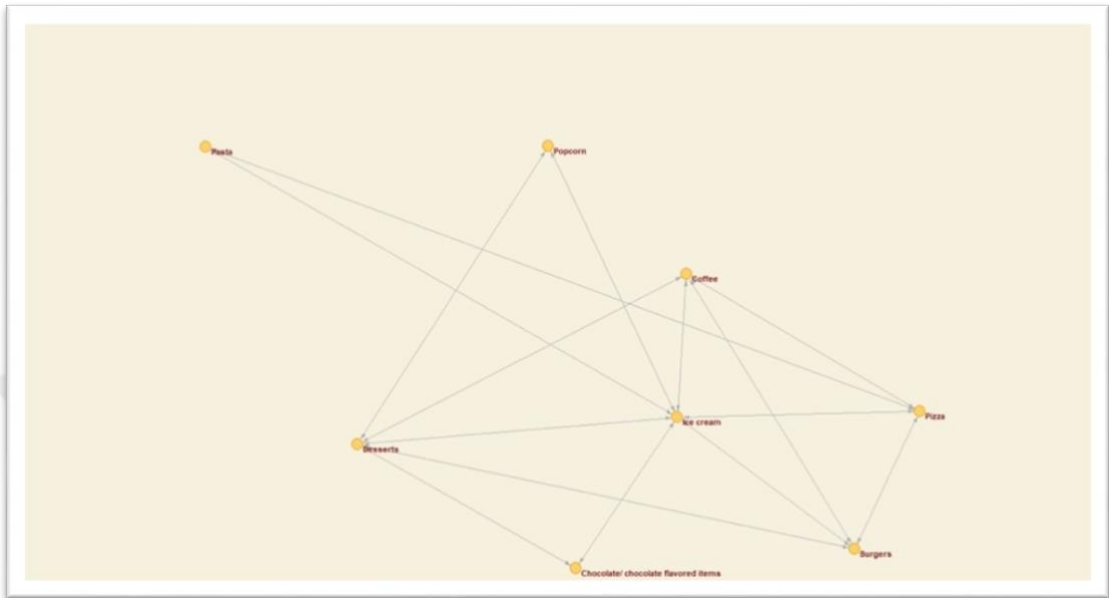 Pasta
Popcorn
Coffee
Pizza
Ice cream
Desserts
Burgers
Chocolate/ chocolate flavored items